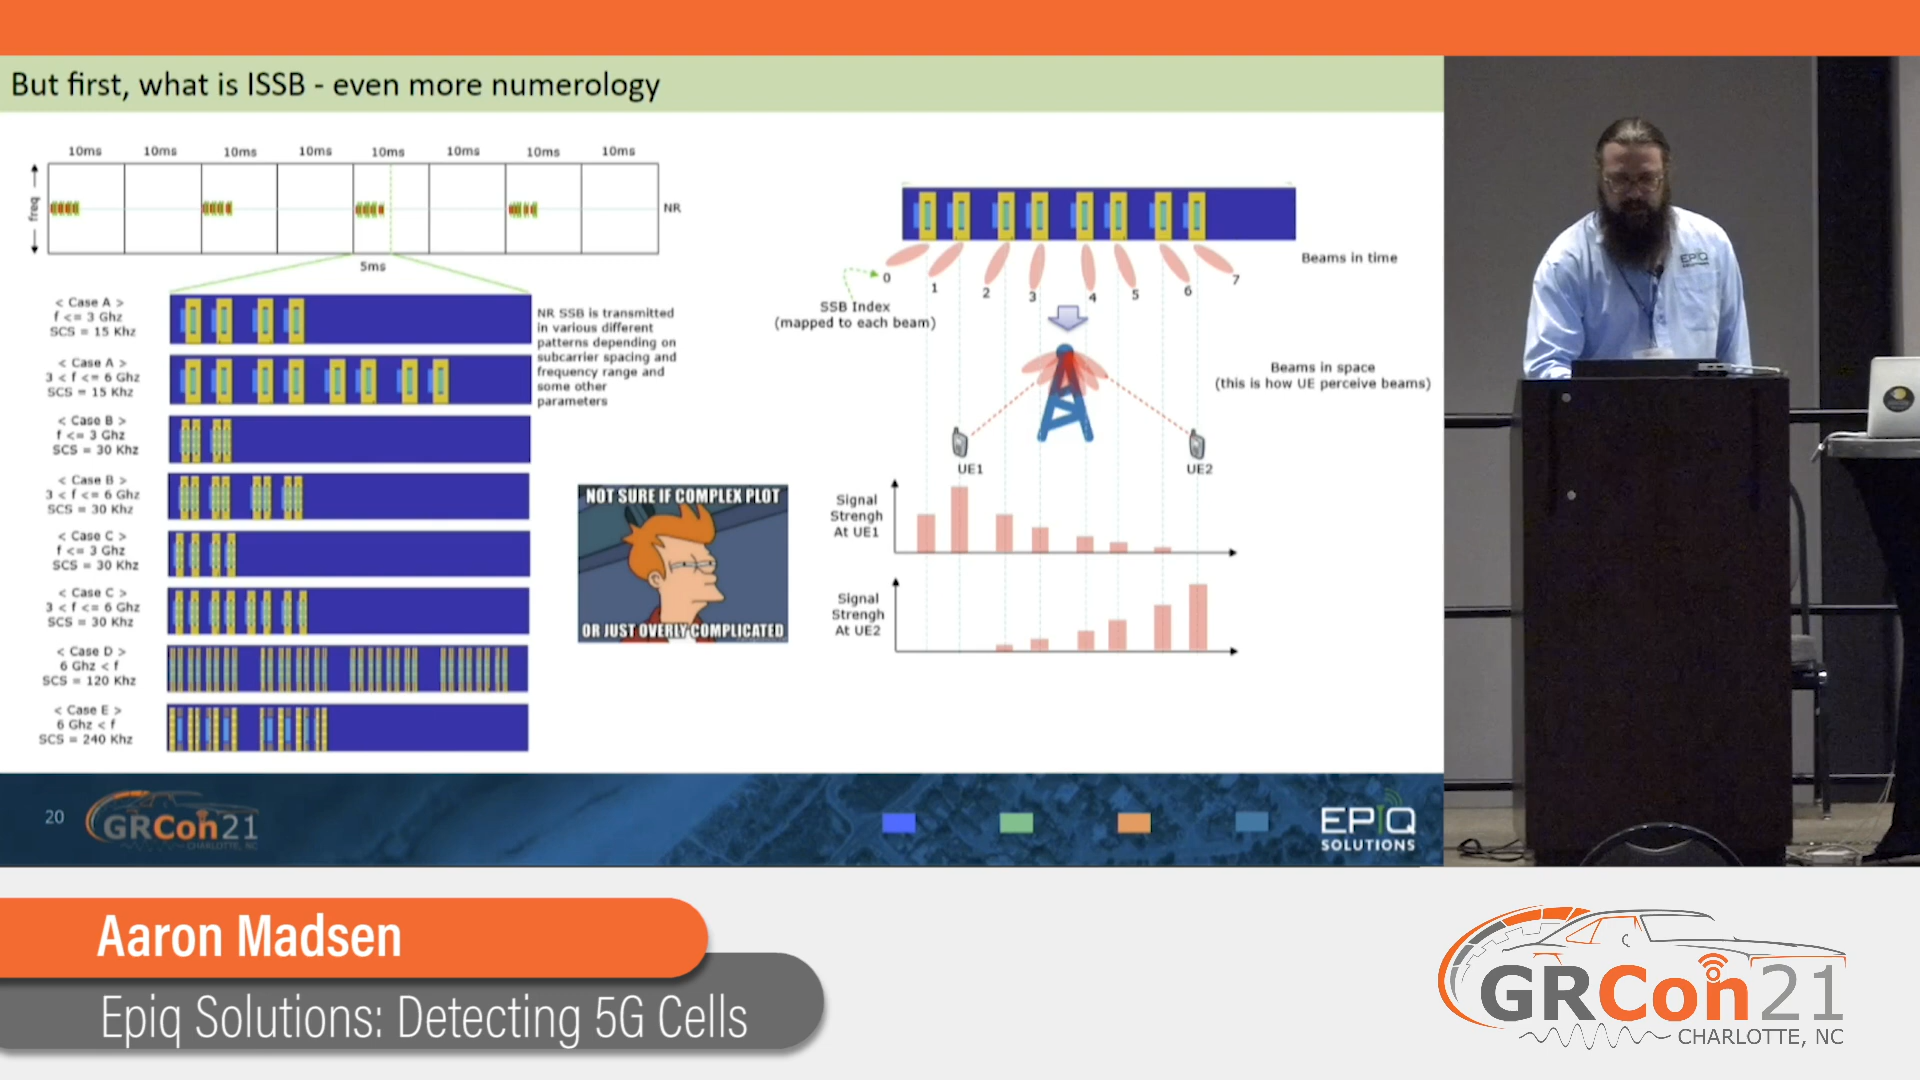 But first, what is ISSB - even more numerology
10ms 10ms 10ms 10ms 10ms 10ms 10ms 10ms
freq
NR
5ms
< Case A >
f <= 3 Ghz
SCS = 15 Khz
< Case A >
3 < f <= 6 Ghz
SCS = 15 Khz
< Case B >
f <= 3 Ghz
SCS = 30 Khz
< Case B >
3 < f <= 6 Ghz
SCS = 30 Khz
< Case C >
f <= 3 Ghz
SCS = 30 Khz
< Case C >
3 < f <= 6 Ghz
SCS = 30 Khz
< Case D >
6 Ghz < f
SCS = 120 Khz
< Case E >
6 Ghz < f
SCS = 240 Khz
NR SSB is transmitted
in various different
patterns depending on
subcarrier spacing and
frequency range and
some other
parameters
NOT SURE IF COMPLEX PLOT
OR JUST OVERLY COMPLICATED
Beams in time
0 1 2 3 4 5 6 7
SSB Index
(mapped to each beam)
Beams in space
(this is how UE perceive beams)
UE1
UE2
Signal
Strengh
At UE1
Signal
Strengh
At UE2
20
GRCon21
CHARLOTTE, NC
EPIQ
SOLUTIONS
EPIQ
SOLUTIONS
Aaron Madsen
Epiq Solutions: Detecting 5G Cells
GRCon21
CHARLOTTE, NC